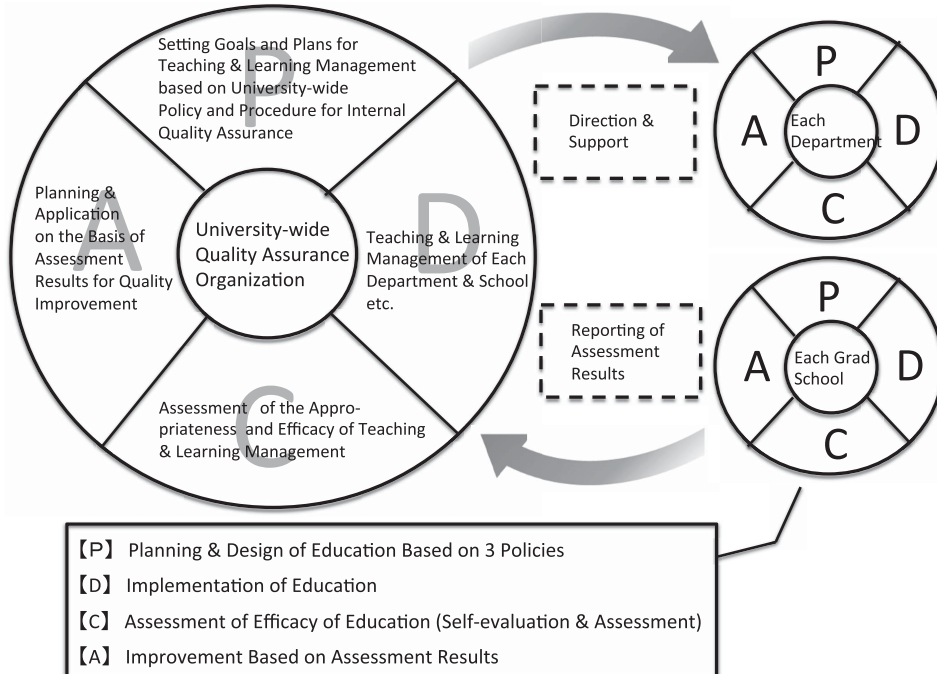 P
Setting Goals and Plans for
Teaching & Learning Management
based on University-wide
Policy and Procedure for Internal
Quality Assurance
A
Planning &
Application
on the Basis of
Assessment
Results for Quality
Improvement
University-wide
Quality Assurance
Organization
D
Teaching & Learning
Management of Each
Department & School
etc.
C
Assessment of the Appro-
priateness and Efficacy of Teaching
& Learning Management
Direction &
Support
Reporting of
Assessment
Results
P
A
Each
Department
D
C
P
A
Each Grad
School
D
C
【P】 Planning & Design of Education Based on 3 Policies
【D】 Implementation of Education
【C】 Assessment of Efficacy of Education (Self-evaluation & Assessment)
【A】 Improvement Based on Assessment Results